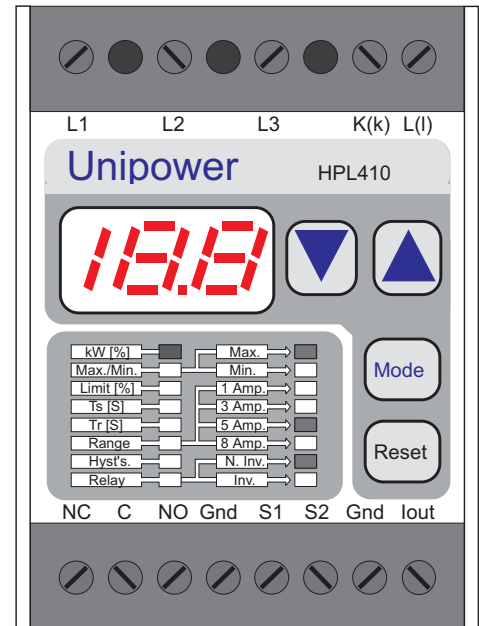 L1 L2 L3 K(k) L(l)
Unipower HPL410
18.8
kW [%] Max.
Max./Min. Min.
Limit [%] 1 Amp.
Ts [S] 3 Amp.
Tr [S] 5 Amp.
Range 8 Amp.
Hyst's. N. Inv.
Relay Inv.
Mode
Reset
NC C NO Gnd S1 S2 Gnd Iout